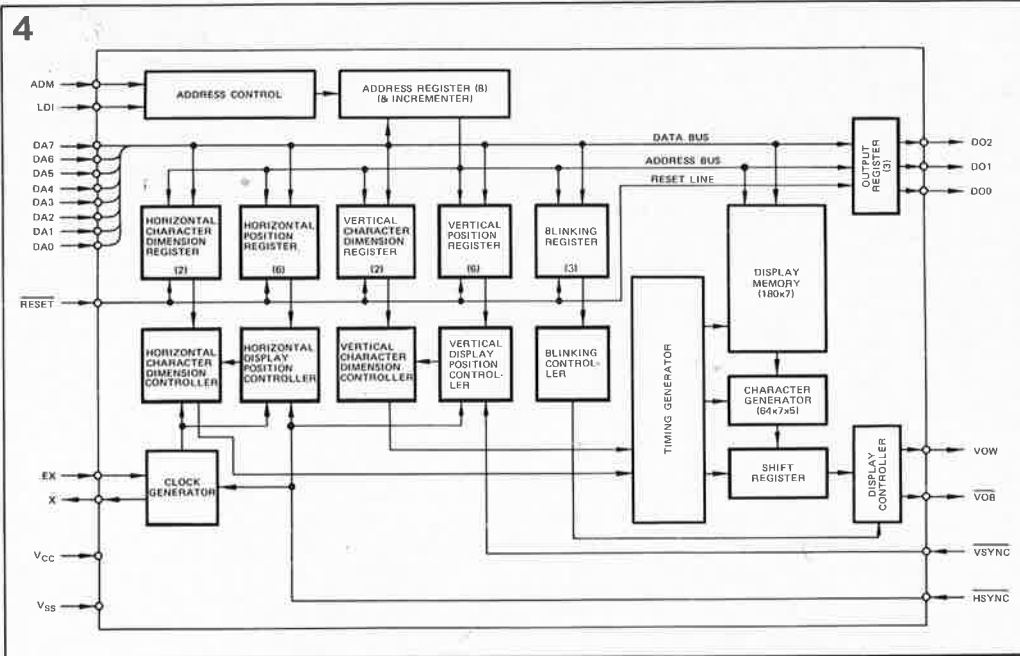 4
ADM
LDI
ADDRESS CONTROL
ADDRESS REGISTER (8)
(& INCREMENTER)
DA7
DA6
DA5
DA4
DA3
DA2
DA1
DA0
DATA BUS
ADDRESS BUS
RESET LINE
OUTPUT
REGISTER
(3)
DO2
DO1
DO0
HORIZONTAL
CHARACTER
DIMENSION
REGISTER
(2)
HORIZONTAL
POSITION
REGISTER
(6)
VERTICAL
CHARACTER
DIMENSION
REGISTER
(2)
VERTICAL
POSITION
REGISTER
(6)
BLINKING
REGISTER
(3)
DISPLAY
MEMORY
(180x7)
RESET
HORIZONTAL
CHARACTER
DIMENSION
CONTROLLER
HORIZONTAL
DISPLAY
POSITION
CONTROLLER
VERTICAL
CHARACTER
DIMENSION
CONTROLLER
VERTICAL
DISPLAY
POSITION
CONTROL-
LER
BLINKING
CONTROL-
LER
TIMING GENERATOR
CHARACTER
GENERATOR
(64x7x5)
SHIFT
REGISTER
DISPLAY
CONTROLLER
EX
X
CLOCK
GENERATOR
VCC
VSS
VOW
VOB
VSYNC
HSYNC